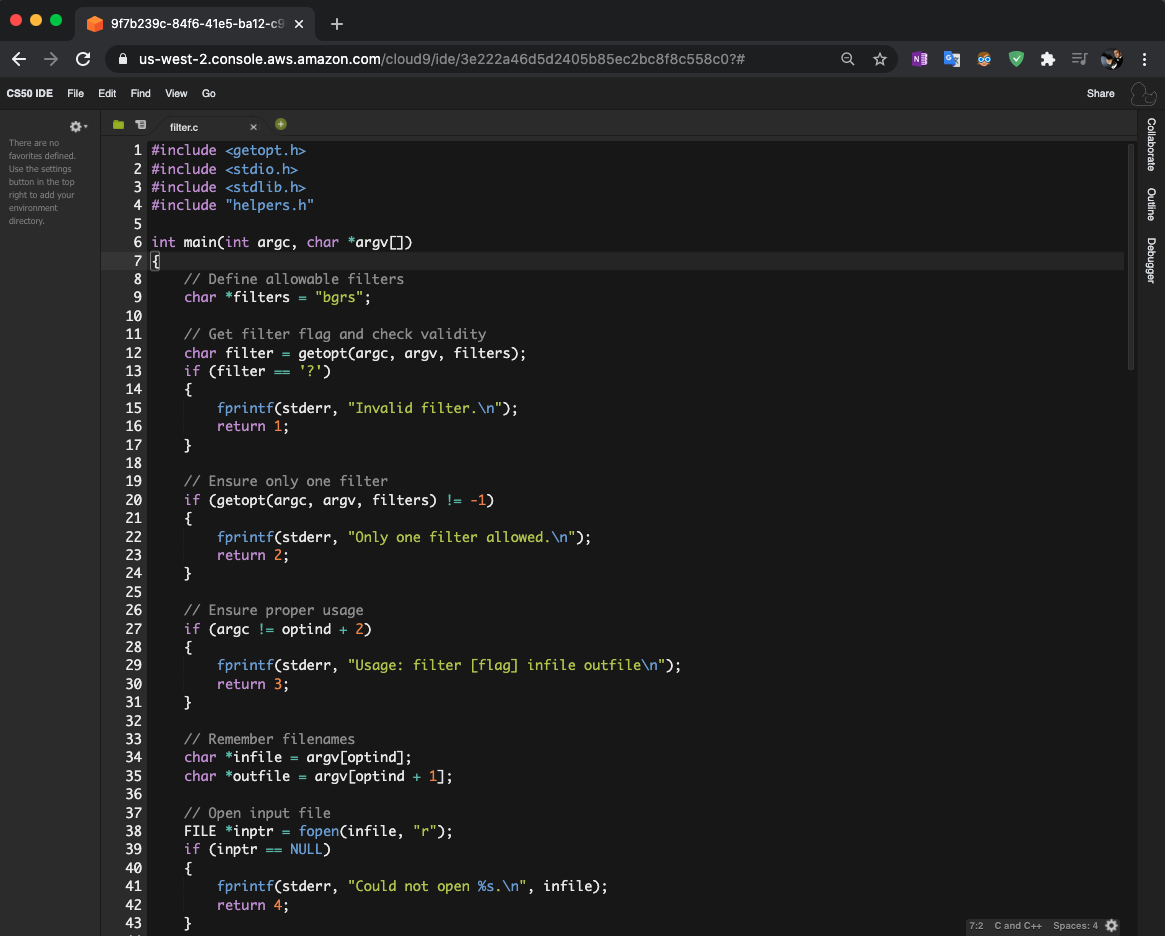 9f7b239c-84f6-41e5-ba12-c9
us-west-2.console.aws.amazon.com/cloud9/ide/3e222a46d5d2405b85ec2bc8f8c558c0?#
CS50 IDE File Edit Find View Go Share
There are no
favorites defined.
Use the settings
button in the top
right to add your
environment
directory.
filter.c
1 #include <getopt.h>
2 #include <stdio.h>
3 #include <stdlib.h>
4 #include "helpers.h"
5
6 int main(int argc, char *argv[])
7 {
8     // Define allowable filters
9     char *filters = "bgrs";
10
11     // Get filter flag and check validity
12     char filter = getopt(argc, argv, filters);
13     if (filter == '?')
14     {
15         fprintf(stderr, "Invalid filter.\n");
16         return 1;
17     }
18
19     // Ensure only one filter
20     if (getopt(argc, argv, filters) != -1)
21     {
22         fprintf(stderr, "Only one filter allowed.\n");
23         return 2;
24     }
25
26     // Ensure proper usage
27     if (argc != optind + 2)
28     {
29         fprintf(stderr, "Usage: filter [flag] infile outfile\n");
30         return 3;
31     }
32
33     // Remember filenames
34     char *infile = argv[optind];
35     char *outfile = argv[optind + 1];
36
37     // Open input file
38     FILE *inptr = fopen(infile, "r");
39     if (inptr == NULL)
40     {
41         fprintf(stderr, "Could not open %s.\n", infile);
42         return 4;
43     }
Collaborate
Outline
Debugger
7:2 C and C++ Spaces: 4